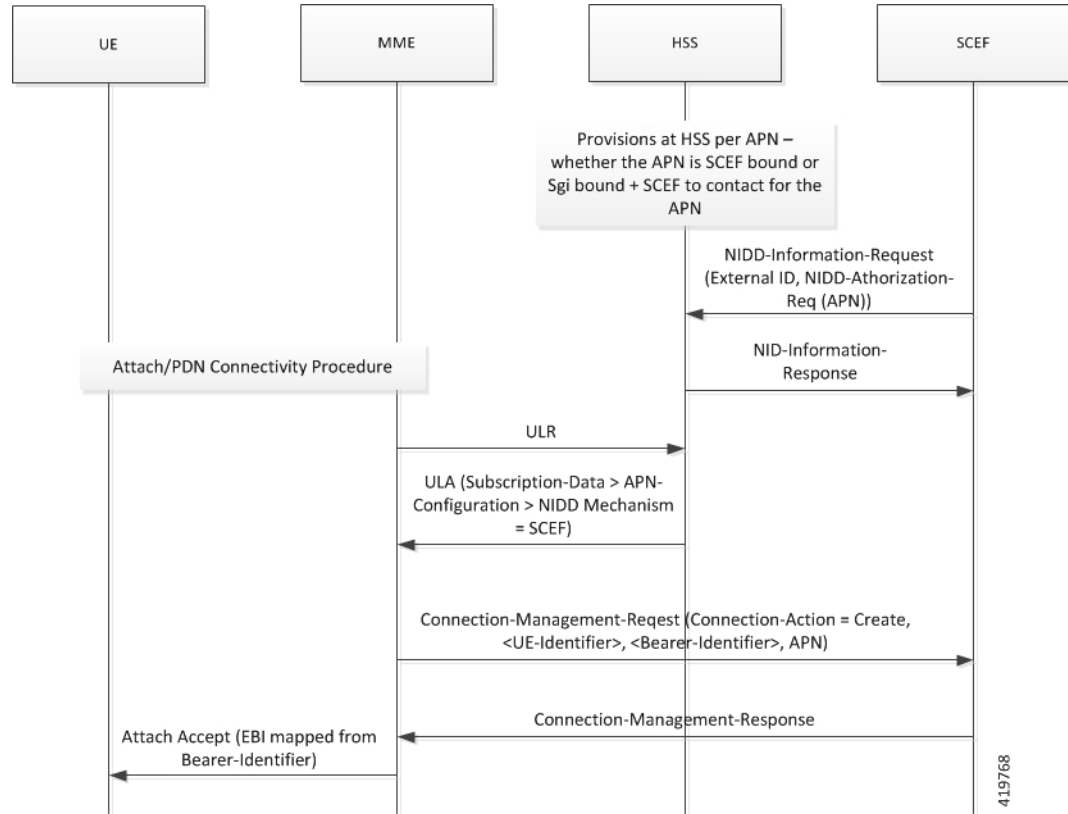 UE
MME
HSS
SCEF
Provisions at HSS per APN –
whether the APN is SCEF bound or
Sgi bound + SCEF to contact for the
APN
NIDD-Information-Request
(External ID, NIDD-Athorization-
Req (APN))
NID-Information-
Response
Attach/PDN Connectivity Procedure
ULR
ULA (Subscription-Data > APN-
Configuration > NIDD Mechanism
= SCEF)
Connection-Management-Reqest (Connection-Action = Create,
<UE-Identifier>, <Bearer-Identifier>, APN)
Connection-Management-Response
Attach Accept (EBI mapped from
Bearer-Identifier)
419768